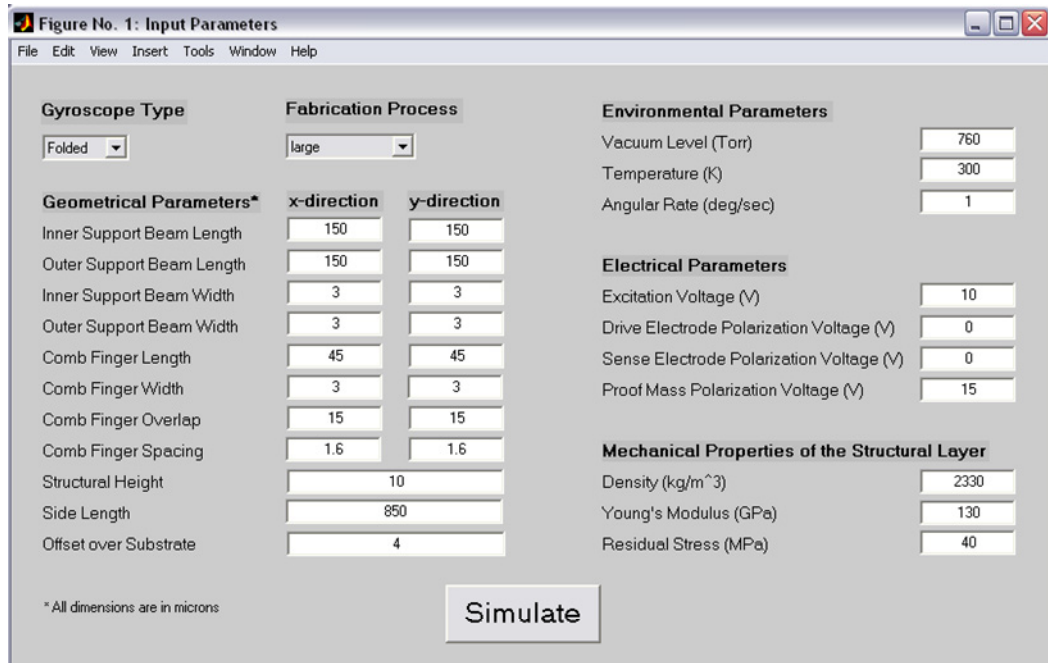 Figure No. 1: Input Parameters
File Edit View Insert Tools Window Help
Gyroscope Type
Folded
Fabrication Process
large
Geometrical Parameters* x-direction y-direction
Inner Support Beam Length 150 150
Outer Support Beam Length 150 150
Inner Support Beam Width 3 3
Outer Support Beam Width 3 3
Comb Finger Length 45 45
Comb Finger Width 3 3
Comb Finger Overlap 15 15
Comb Finger Spacing 1.6 1.6
Structural Height 10
Side Length 850
Offset over Substrate 4
* All dimensions are in microns
Environmental Parameters
Vacuum Level (Torr) 760
Temperature (K) 300
Angular Rate (deg/sec) 1
Electrical Parameters
Excitation Voltage (V) 10
Drive Electrode Polarization Voltage (V) 0
Sense Electrode Polarization Voltage (V) 0
Proof Mass Polarization Voltage (V) 15
Mechanical Properties of the Structural Layer
Density (kg/m^3) 2330
Young's Modulus (GPa) 130
Residual Stress (MPa) 40
Simulate